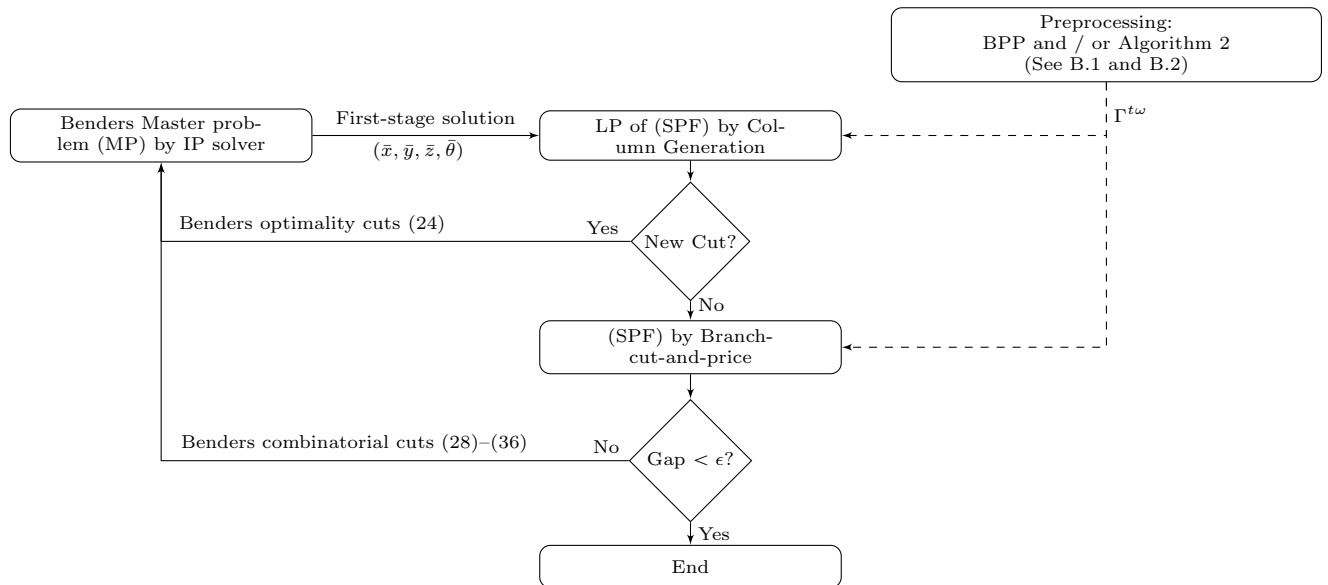 Preprocessing:
BPP and / or Algorithm 2
(See B.1 and B.2)
Γ^{tω}
Benders Master prob-
lem (MP) by IP solver
First-stage solution
(x̄, ȳ, z̄, θ̄)
LP of (SPF) by Col-
umn Generation
Benders optimality cuts (24)
Yes
New Cut?
No
(SPF) by Branch-
cut-and-price
Benders combinatorial cuts (28)–(36)
No
Gap < ϵ?
Yes
End